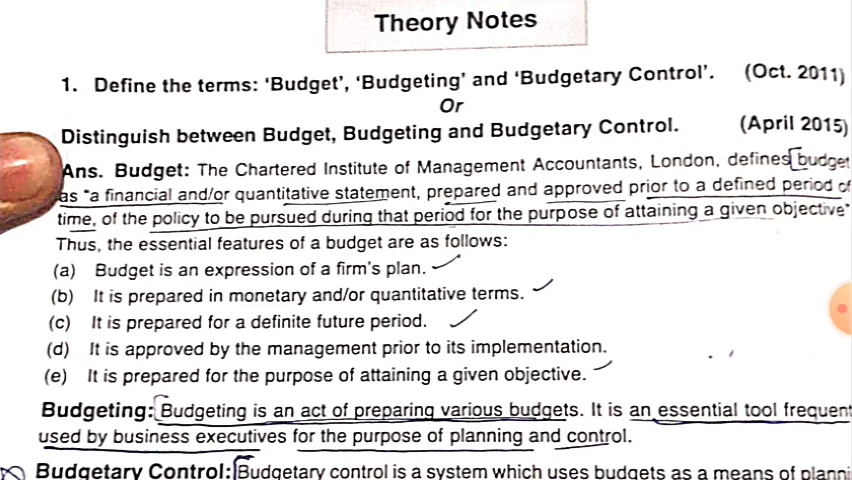 Theory Notes
1. Define the terms: ‘Budget’, ‘Budgeting’ and ‘Budgetary Control’. (Oct. 2011)
Or
Distinguish between Budget, Budgeting and Budgetary Control. (April 2015)
Ans. Budget: The Chartered Institute of Management Accountants, London, defines budget
as "a financial and/or quantitative statement, prepared and approved prior to a defined period of
time, of the policy to be pursued during that period for the purpose of attaining a given objective"
Thus, the essential features of a budget are as follows:
(a) Budget is an expression of a firm's plan.
(b) It is prepared in monetary and/or quantitative terms.
(c) It is prepared for a definite future period.
(d) It is approved by the management prior to its implementation.
(e) It is prepared for the purpose of attaining a given objective.
Budgeting: Budgeting is an act of preparing various budgets. It is an essential tool frequent
used by business executives for the purpose of planning and control.
Budgetary Control: Budgetary control is a system which uses budgets as a means of planni